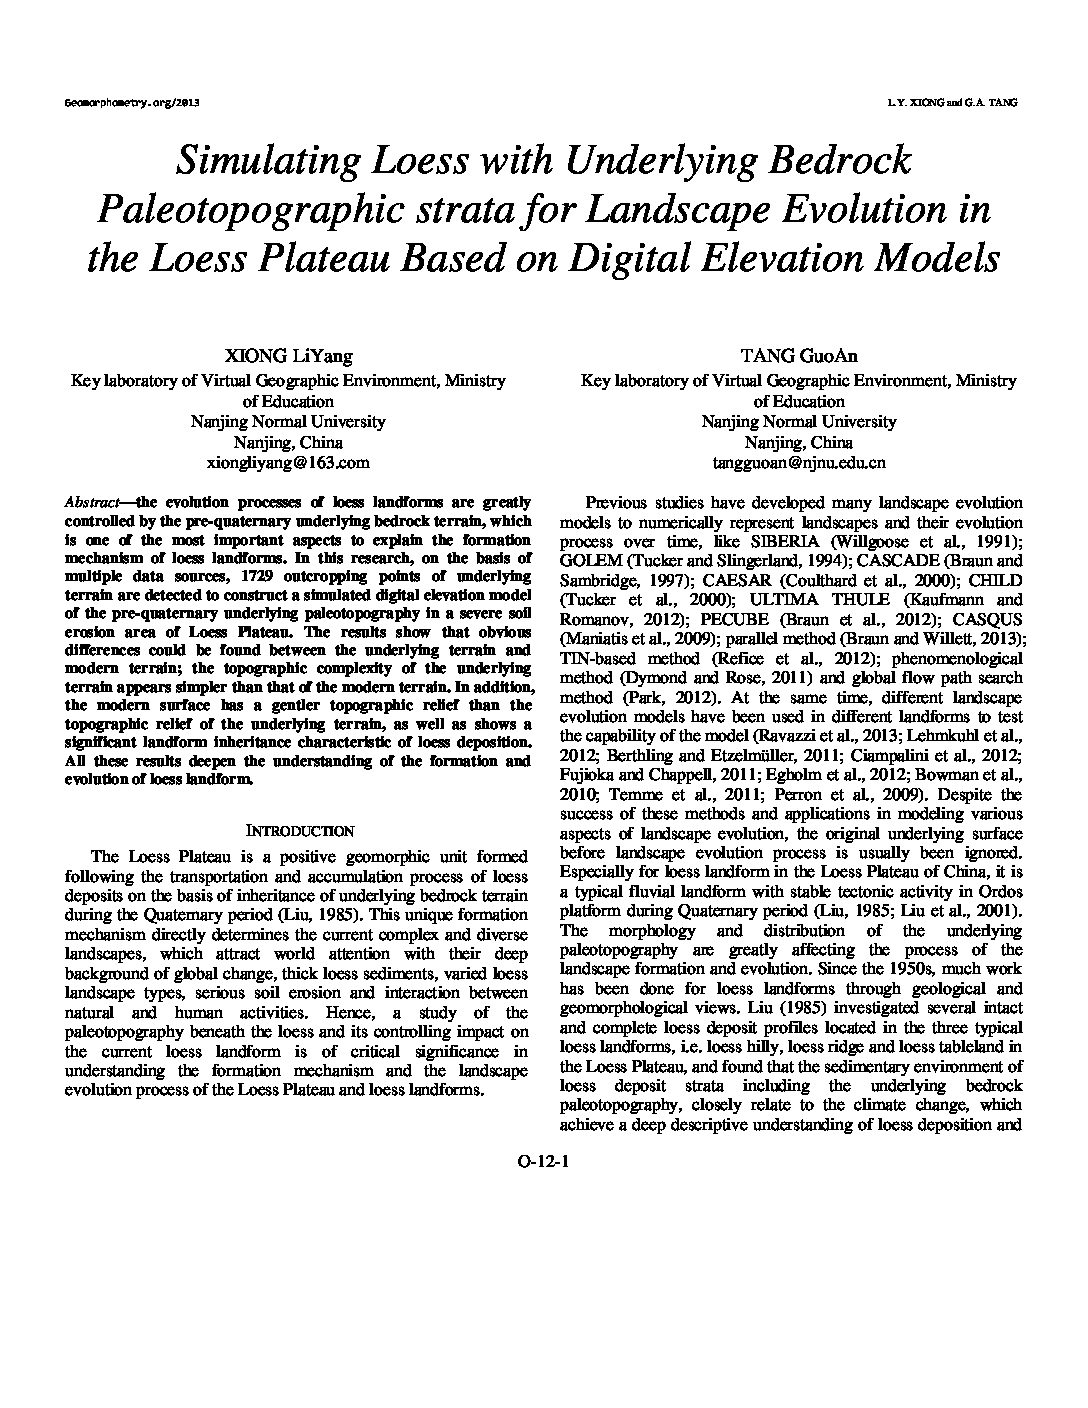 Geomorphometry.org/2013
L.Y. XIONG and G.A. TANG
Simulating Loess with Underlying Bedrock
Paleotopographic strata for Landscape Evolution in
the Loess Plateau Based on Digital Elevation Models
XIONG LiYang
Key laboratory of Virtual Geographic Environment, Ministry
of Education
Nanjing Normal University
Nanjing, China
xiongliyang@163.com
TANG GuoAn
Key laboratory of Virtual Geographic Environment, Ministry
of Education
Nanjing Normal University
Nanjing, China
tangguoan@njnu.edu.cn
Abstract—the evolution processes of loess landforms are greatly
controlled by the pre-quaternary underlying bedrock terrain, which
is one of the most important aspects to explain the formation
mechanism of loess landforms. In this research, on the basis of
multiple data sources, 1729 outcropping points of underlying
terrain are detected to construct a simulated digital elevation model
of the pre-quaternary underlying paleotopography in a severe soil
erosion area of Loess Plateau. The results show that obvious
differences could be found between the underlying terrain and
modern terrain; the topographic complexity of the underlying
terrain appears simpler than that of the modern terrain. In addition,
the modern surface has a gentler topographic relief than the
topographic relief of the underlying terrain, as well as shows a
significant landform inheritance characteristic of loess deposition.
All these results deepen the understanding of the formation and
evolution of loess landform.
INTRODUCTION
The Loess Plateau is a positive geomorphic unit formed
following the transportation and accumulation process of loess
deposits on the basis of inheritance of underlying bedrock terrain
during the Quaternary period (Liu, 1985). This unique formation
mechanism directly determines the current complex and diverse
landscapes, which attract world attention with their deep
background of global change, thick loess sediments, varied loess
landscape types, serious soil erosion and interaction between
natural and human activities. Hence, a study of the
paleotopography beneath the loess and its controlling impact on
the current loess landform is of critical significance in
understanding the formation mechanism and the landscape
evolution process of the Loess Plateau and loess landforms.
Previous studies have developed many landscape evolution
models to numerically represent landscapes and their evolution
process over time, like SIBERIA (Willgoose et al., 1991);
GOLEM (Tucker and Slingerland, 1994); CASCADE (Braun and
Sambridge, 1997); CAESAR (Coulthard et al., 2000); CHILD
(Tucker et al., 2000); ULTIMA THULE (Kaufmann and
Romanov, 2012); PECUBE (Braun et al., 2012); CASQUS
(Maniatis et al., 2009); parallel method (Braun and Willett, 2013);
TIN-based method (Refice et al., 2012); phenomenological
method (Dymond and Rose, 2011) and global flow path search
method (Park, 2012). At the same time, different landscape
evolution models have been used in different landforms to test
the capability of the model (Ravazzi et al., 2013; Lehmkuhl et al.,
2012; Berthling and Etzelmüller, 2011; Ciampalini et al., 2012;
Fujioka and Chappell, 2011; Egholm et al., 2012; Bowman et al.,
2010; Temme et al., 2011; Perron et al., 2009). Despite the
success of these methods and applications in modeling various
aspects of landscape evolution, the original underlying surface
before landscape evolution process is usually been ignored.
Especially for loess landform in the Loess Plateau of China, it is
a typical fluvial landform with stable tectonic activity in Ordos
platform during Quaternary period (Liu, 1985; Liu et al., 2001).
The morphology and distribution of the underlying
paleotopography are greatly affecting the process of the
landscape formation and evolution. Since the 1950s, much work
has been done for loess landforms through geological and
geomorphological views. Liu (1985) investigated several intact
and complete loess deposit profiles located in the three typical
loess landforms, i.e. loess hilly, loess ridge and loess tableland in
the Loess Plateau, and found that the sedimentary environment of
loess deposit strata including the underlying bedrock
paleotopography, closely relate to the climate change, which
achieve a deep descriptive understanding of loess deposition and
O-12-1